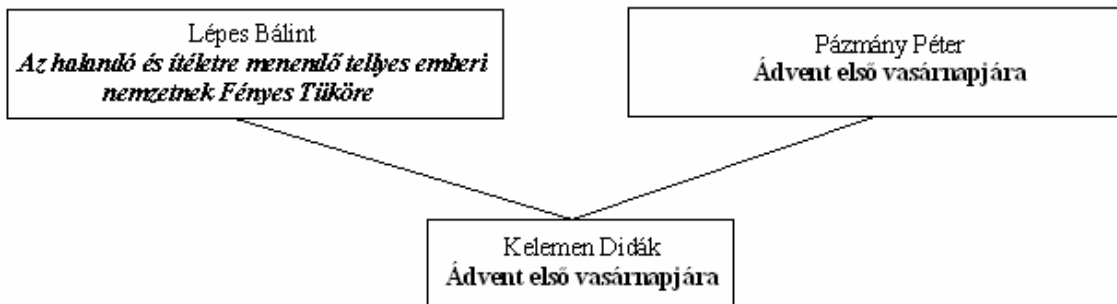 Lépes Bálint
Az halandó és ítéletre menendő tellyes emberi
nemzetnek Fényes Tüköre
Pázmány Péter
Ádvent első vasárnapjára
Kelemen Didák
Ádvent első vasárnapjára